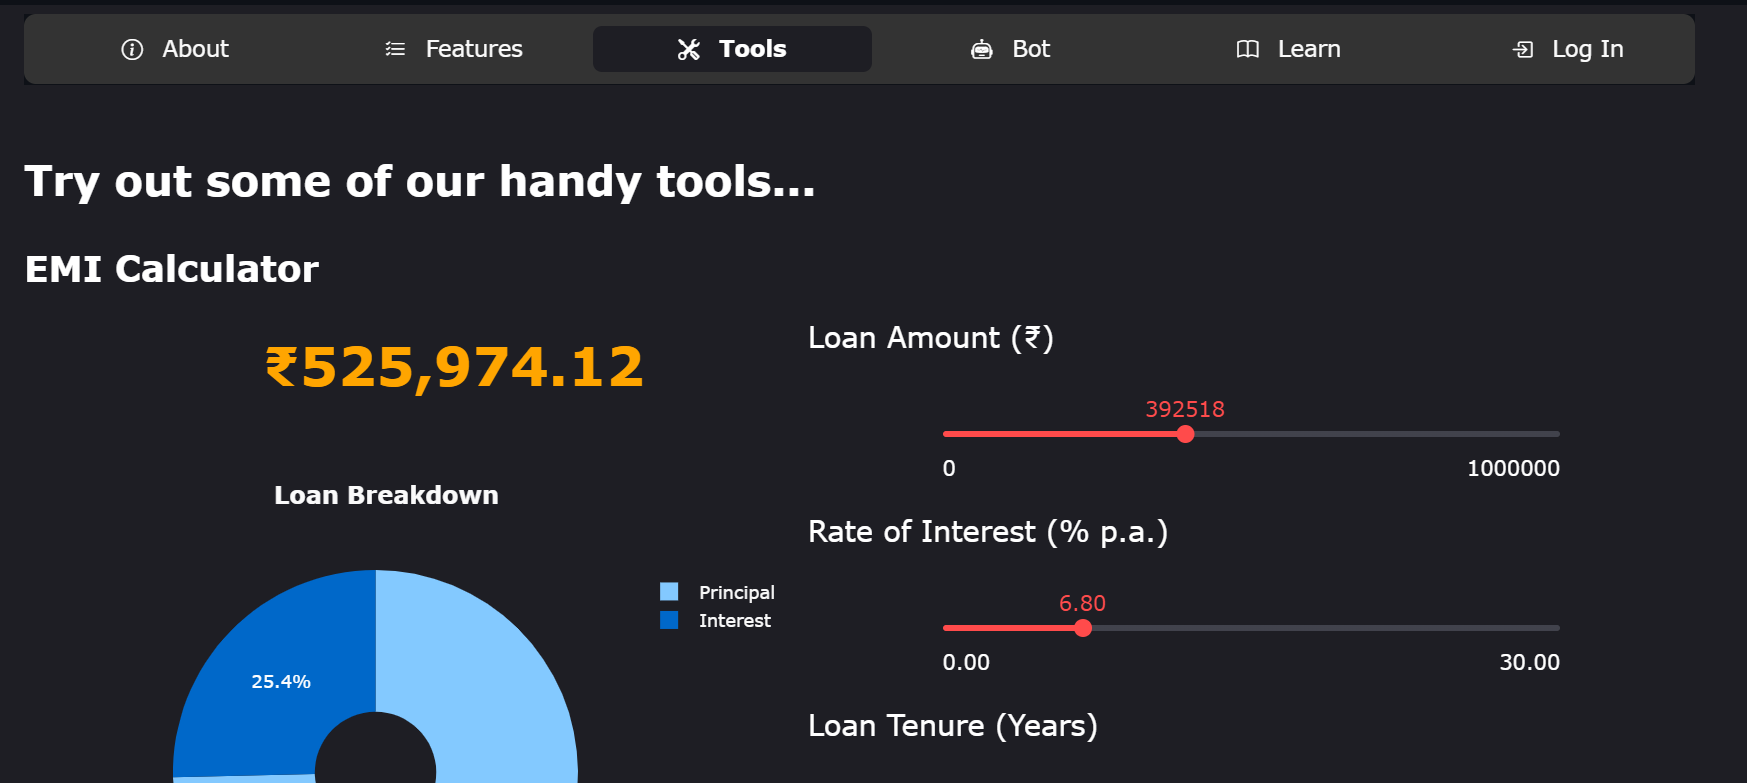 About Features Tools Bot Learn Log In
Try out some of our handy tools...
EMI Calculator
₹525,974.12
Loan Breakdown
Principal
Interest
25.4%
Loan Amount (₹)
392518
0 1000000
Rate of Interest (% p.a.)
6.80
0.00 30.00
Loan Tenure (Years)